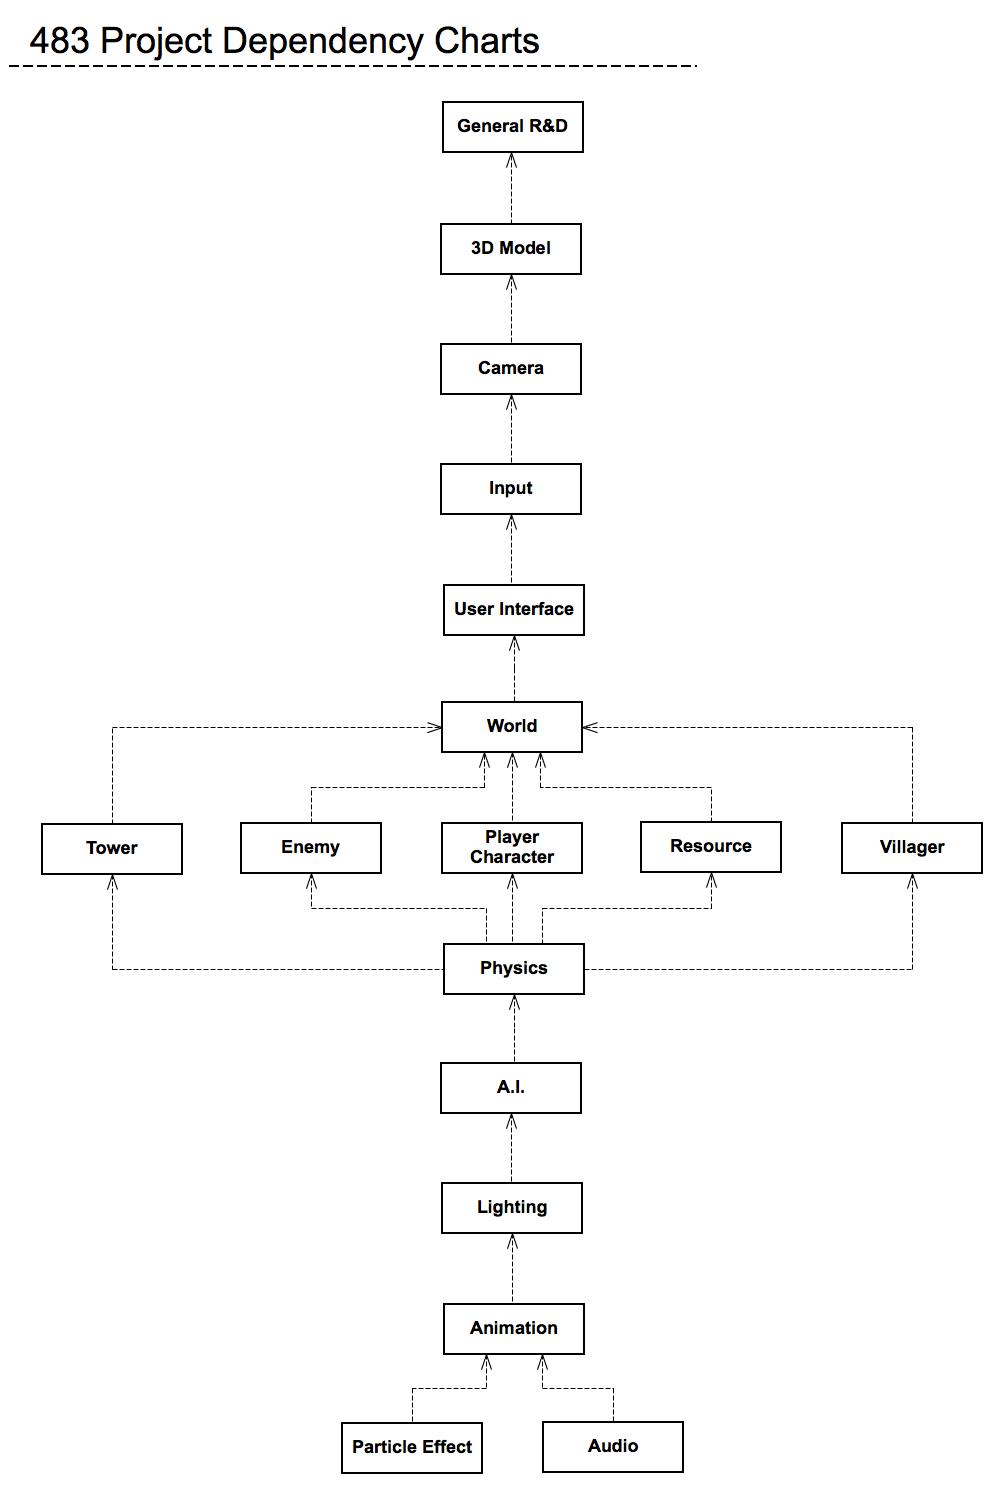 483 Project Dependency Charts
General R&D
3D Model
Camera
Input
User Interface
World
Tower
Enemy
Player
Character
Resource
Villager
Physics
A.I.
Lighting
Animation
Particle Effect
Audio